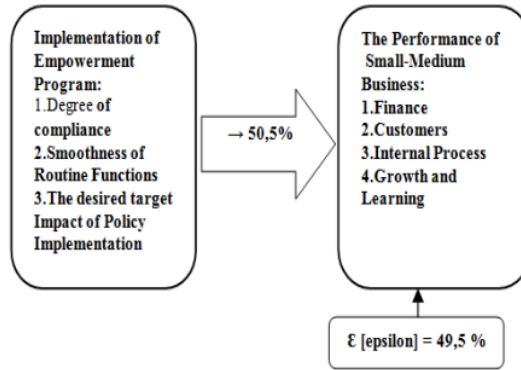 Implementation of
Empowerment
Program:
1.Degree of
compliance
2.Smoothness of
Routine Functions
3.The desired target
Impact of Policy
Implementation
→ 50,5%
The Performance of
Small-Medium
Business:
1.Finance
2.Customers
3.Internal Process
4.Growth and
Learning
Ɛ [epsilon] = 49,5 %